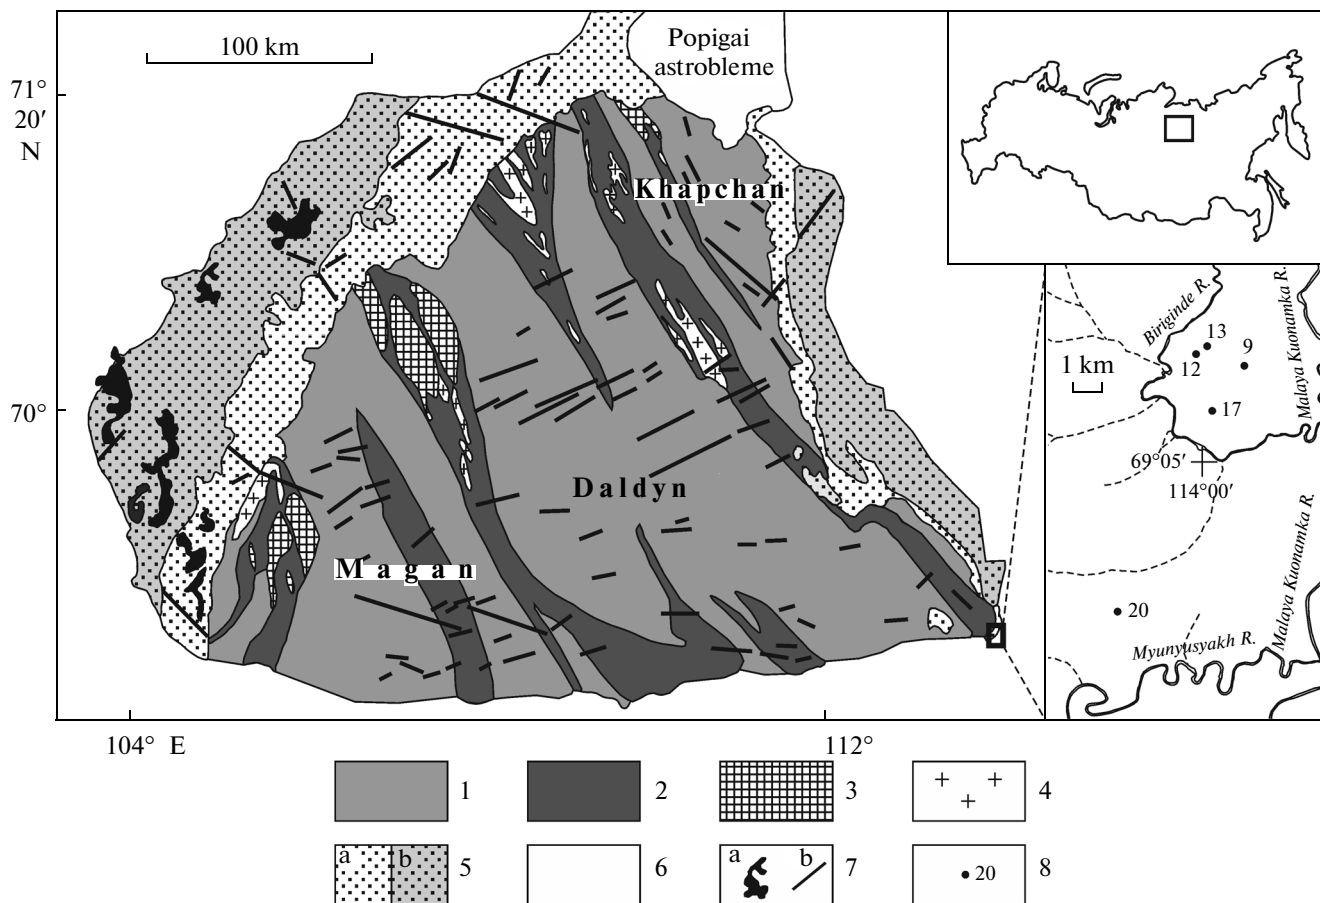 100 km
Popigai
astrobleme
71°
20′
N
Khapchan
70°
Daldyn
Magan
104° E
112°
Biriginde R.
Malaya Kuonamka R.
13
12
9
1 km
17
69°05′
114°00′
20
Malaya Kuonamka R.
Myunyusyakh R.
1
2
3
4
a
b
5
6
a
b
7
20
8